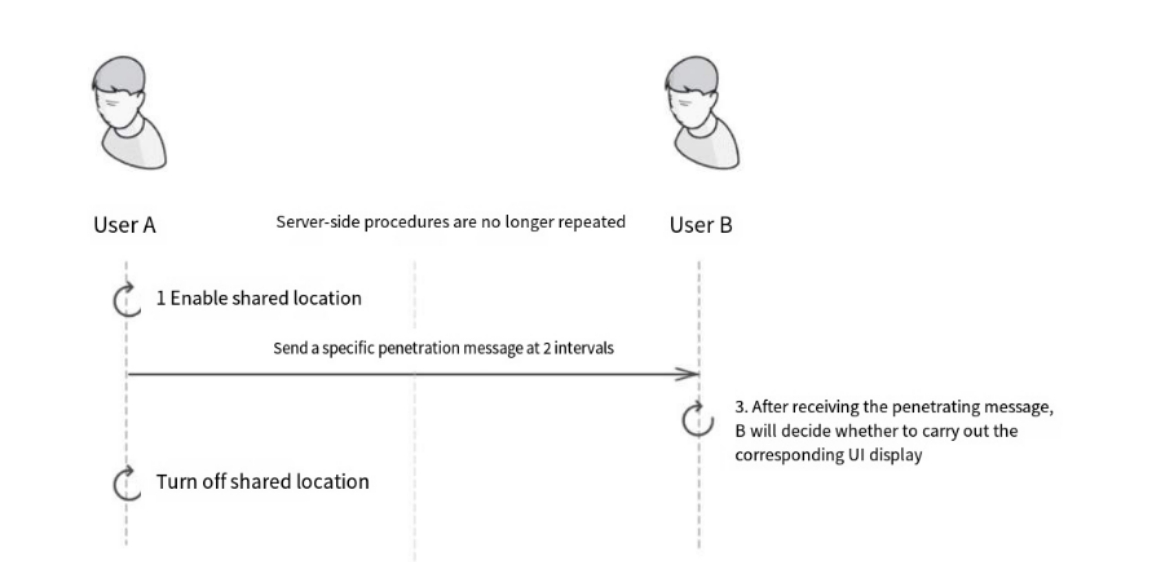 User A
Server-side procedures are no longer repeated
User B
1 Enable shared location
Send a specific penetration message at 2 intervals
3. After receiving the penetrating message,
B will decide whether to carry out the
corresponding UI display
Turn off shared location